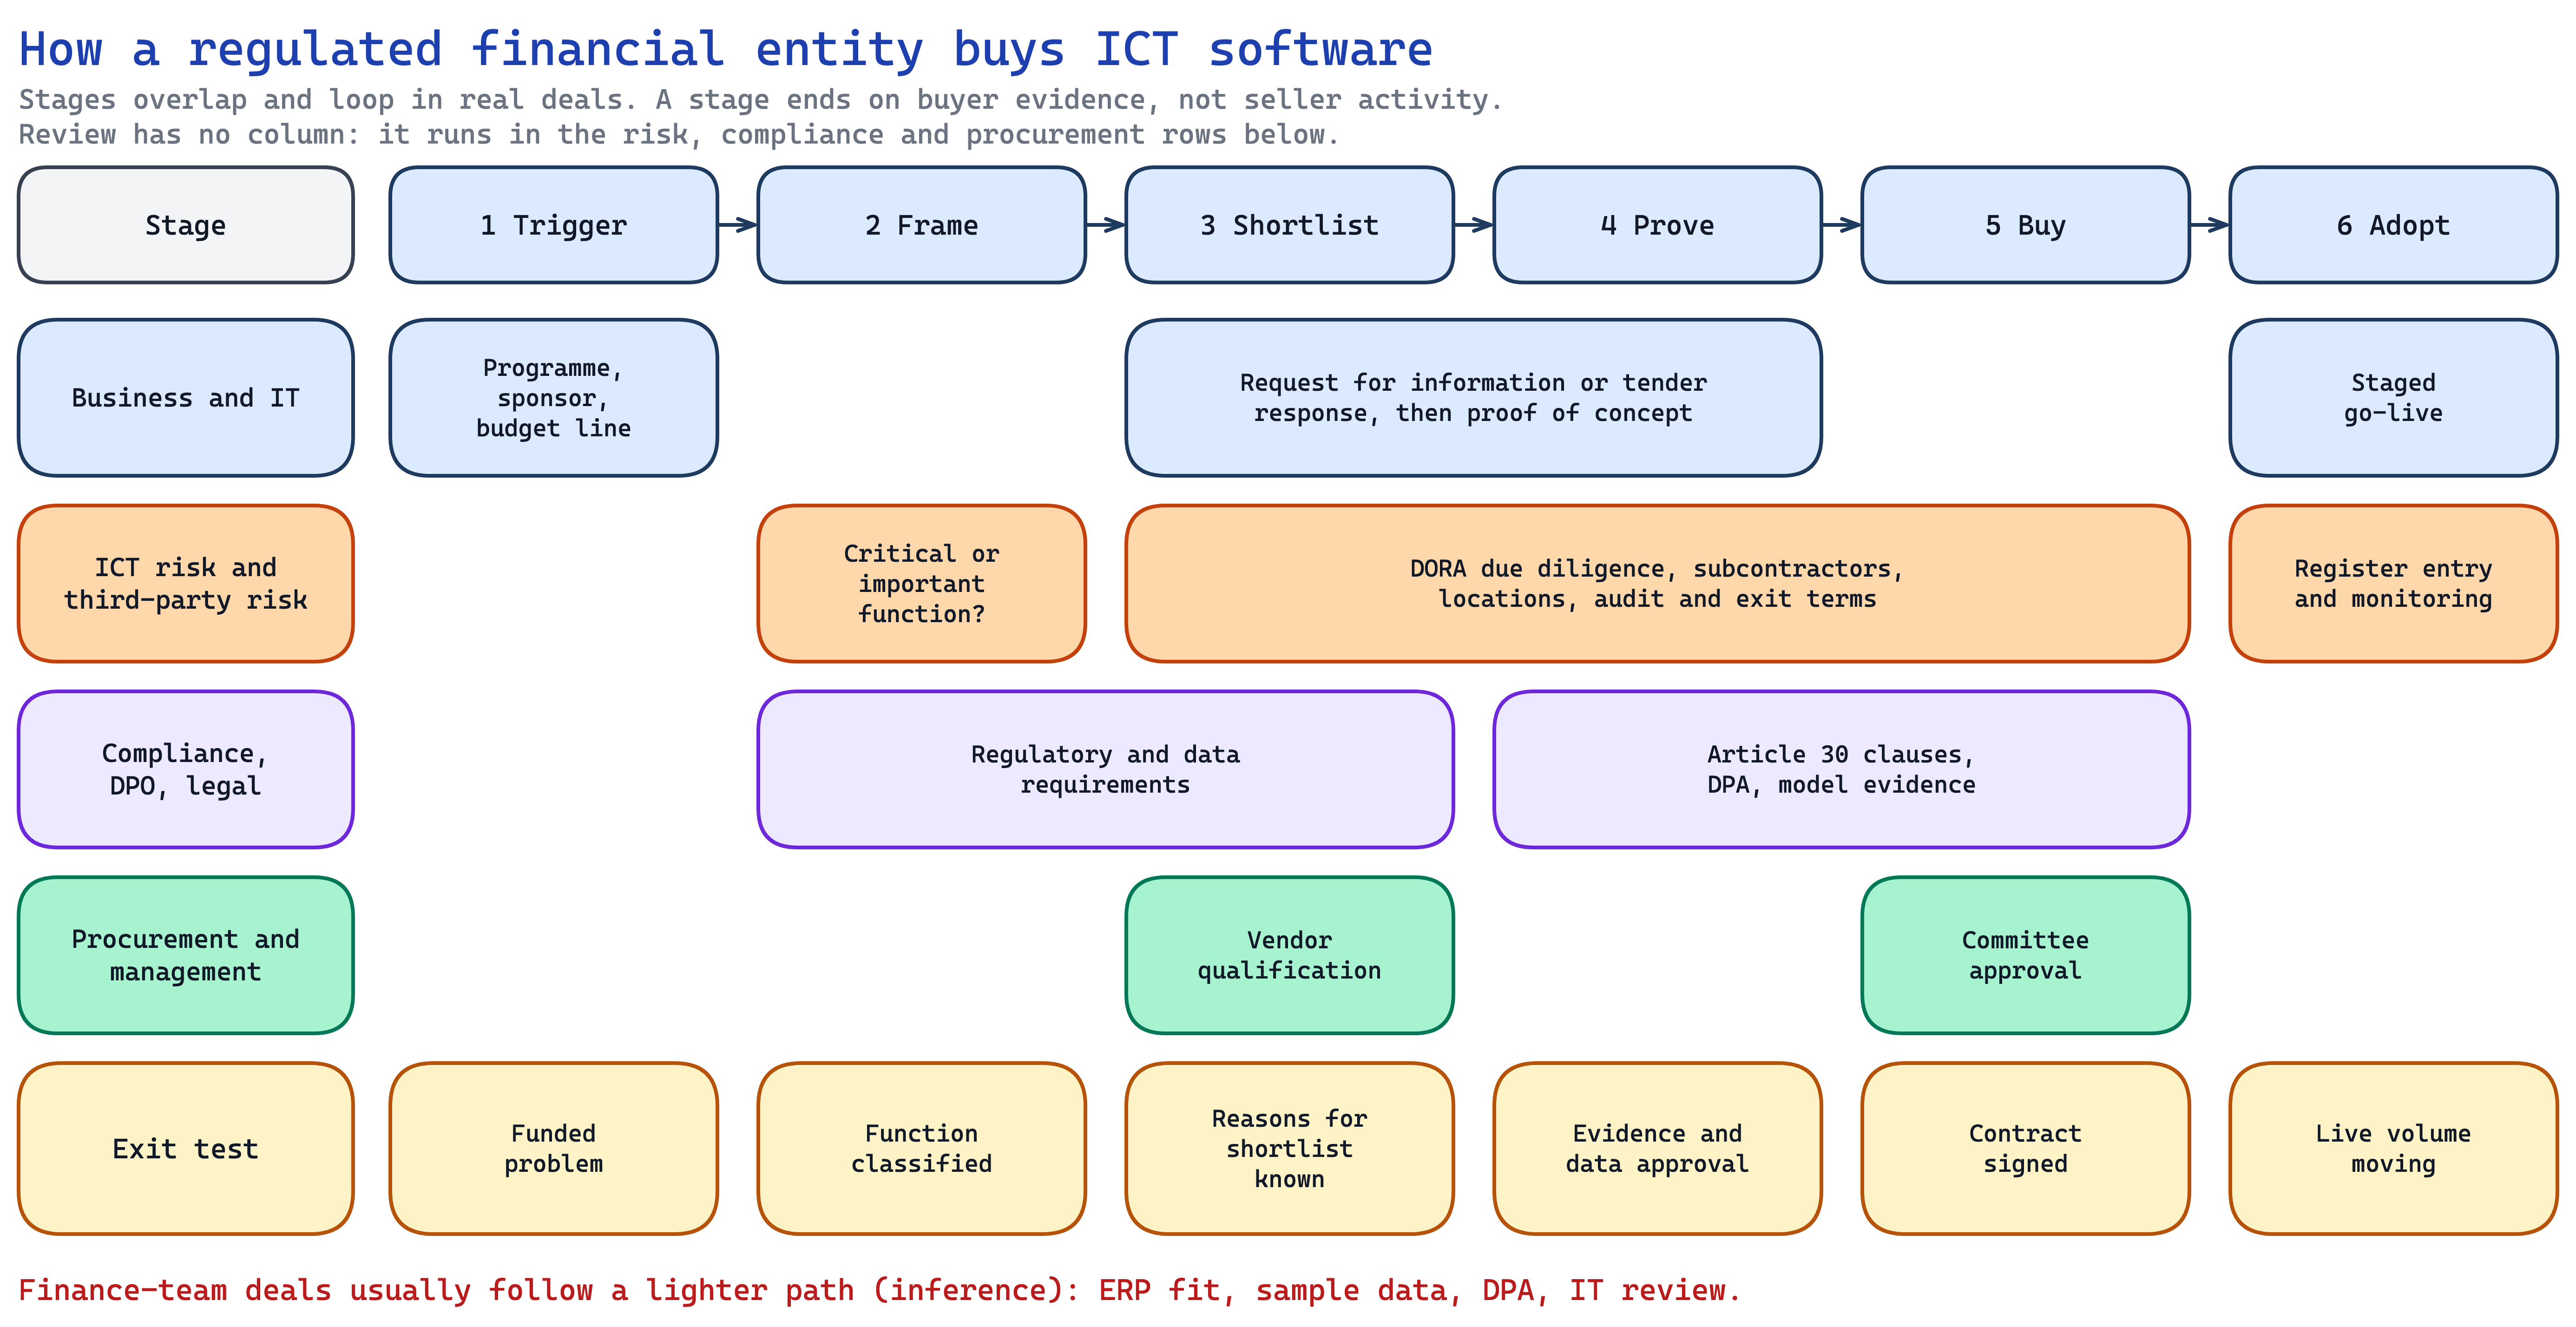 How a regulated financial entity buys ICT software
Stages overlap and loop in real deals. A stage ends on buyer evidence, not seller activity.
Review has no column: it runs in the risk, compliance and procurement rows below.
Stage
1 Trigger
2 Frame
3 Shortlist
4 Prove
5 Buy
6 Adopt
Business and IT
Programme,
sponsor,
budget line
Request for information or tender
response, then proof of concept
Staged
go-live
ICT risk and
third-party risk
Critical or
important
function?
DORA due diligence, subcontractors,
locations, audit and exit terms
Register entry
and monitoring
Compliance,
DPO, legal
Regulatory and data
requirements
Article 30 clauses,
DPA, model evidence
Procurement and
management
Vendor
qualification
Committee
approval
Exit test
Funded
problem
Function
classified
Reasons for
shortlist
known
Evidence and
data approval
Contract
signed
Live volume
moving
Finance-team deals usually follow a lighter path (inference): ERP fit, sample data, DPA, IT review.